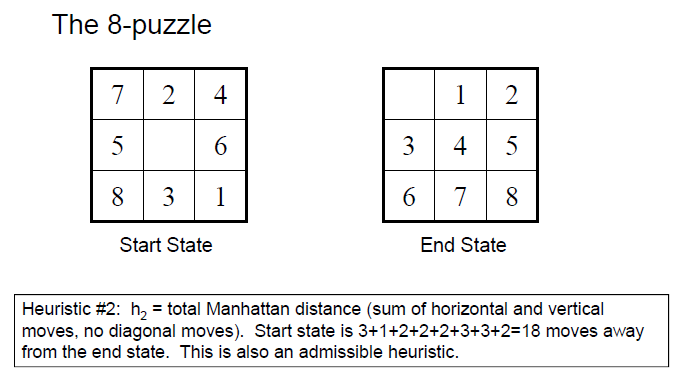 The 8-puzzle
7 2 4
5 6
8 3 1
Start State
1 2
3 4 5
6 7 8
End State
Heuristic #2: h2 = total Manhattan distance (sum of horizontal and vertical
moves, no diagonal moves). Start state is 3+1+2+2+2+3+3+2=18 moves away
from the end state. This is also an admissible heuristic.